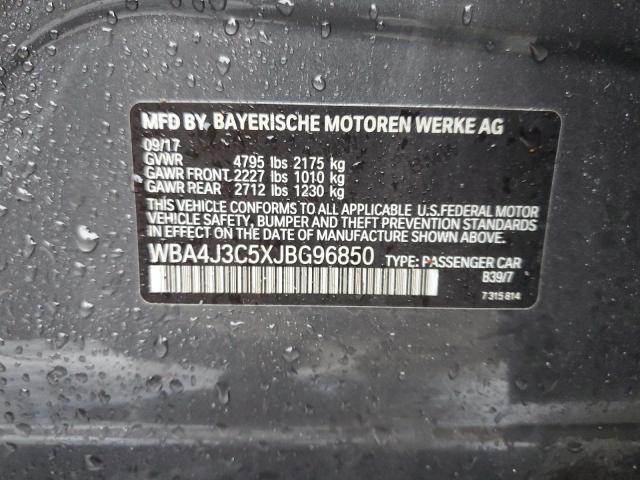 MFD BY BAYERISCHE MOTOREN WERKE AG
09/17
GVWR 4795 lbs 2175 kg
GAWR FRONT 2227 lbs 1010 kg
GAWR REAR 2712 lbs 1230 kg
THIS VEHICLE CONFORMS TO ALL APPLICABLE U.S.FEDERAL MOTOR
VEHICLE SAFETY, BUMPER AND THEFT PREVENTION STANDARDS
IN EFFECT ON THE DATE OF MANUFACTURE SHOWN ABOVE.
WBA4J3C5XJBG96850 TYPE: PASSENGER CAR
B39/7
7 315 814